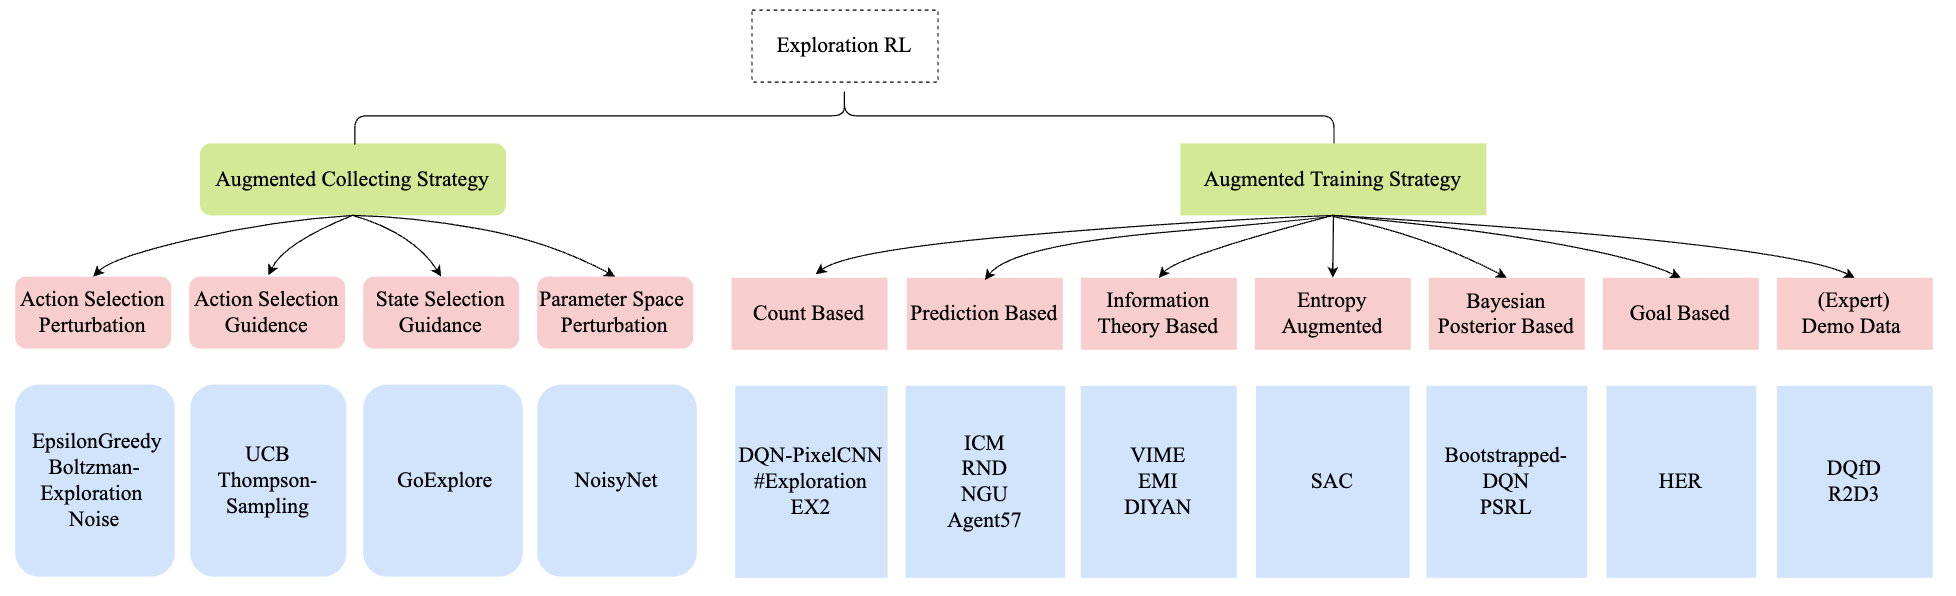 Exploration RL
Augmented Collecting Strategy
Augmented Training Strategy
Action Selection
Perturbation
Action Selection
Guidence
State Selection
Guidance
Parameter Space
Perturbation
Count Based
Prediction Based
Information
Theory Based
Entropy
Augmented
Bayesian
Posterior Based
Goal Based
(Expert)
Demo Data
EpsilonGreedy
Boltzman-
Exploration
Noise
UCB
Thompson-
Sampling
GoExplore
NoisyNet
DQN-PixelCNN
#Exploration
EX2
ICM
RND
NGU
Agent57
VIME
EMI
DIYAN
SAC
Bootstrapped-
DQN
PSRL
HER
DQfD
R2D3